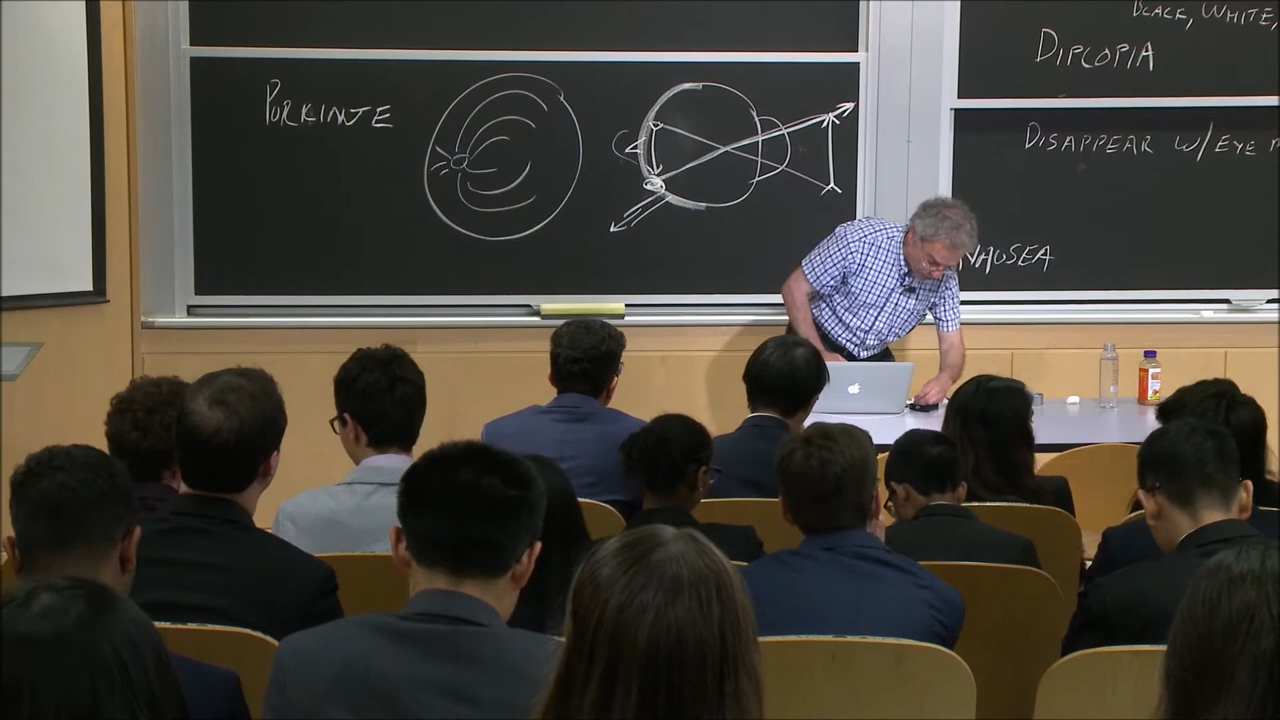 PURKINJE
BLACK, WHITE,
DIPLOPIA
DISAPPEAR W/ EYE
NAUSEA